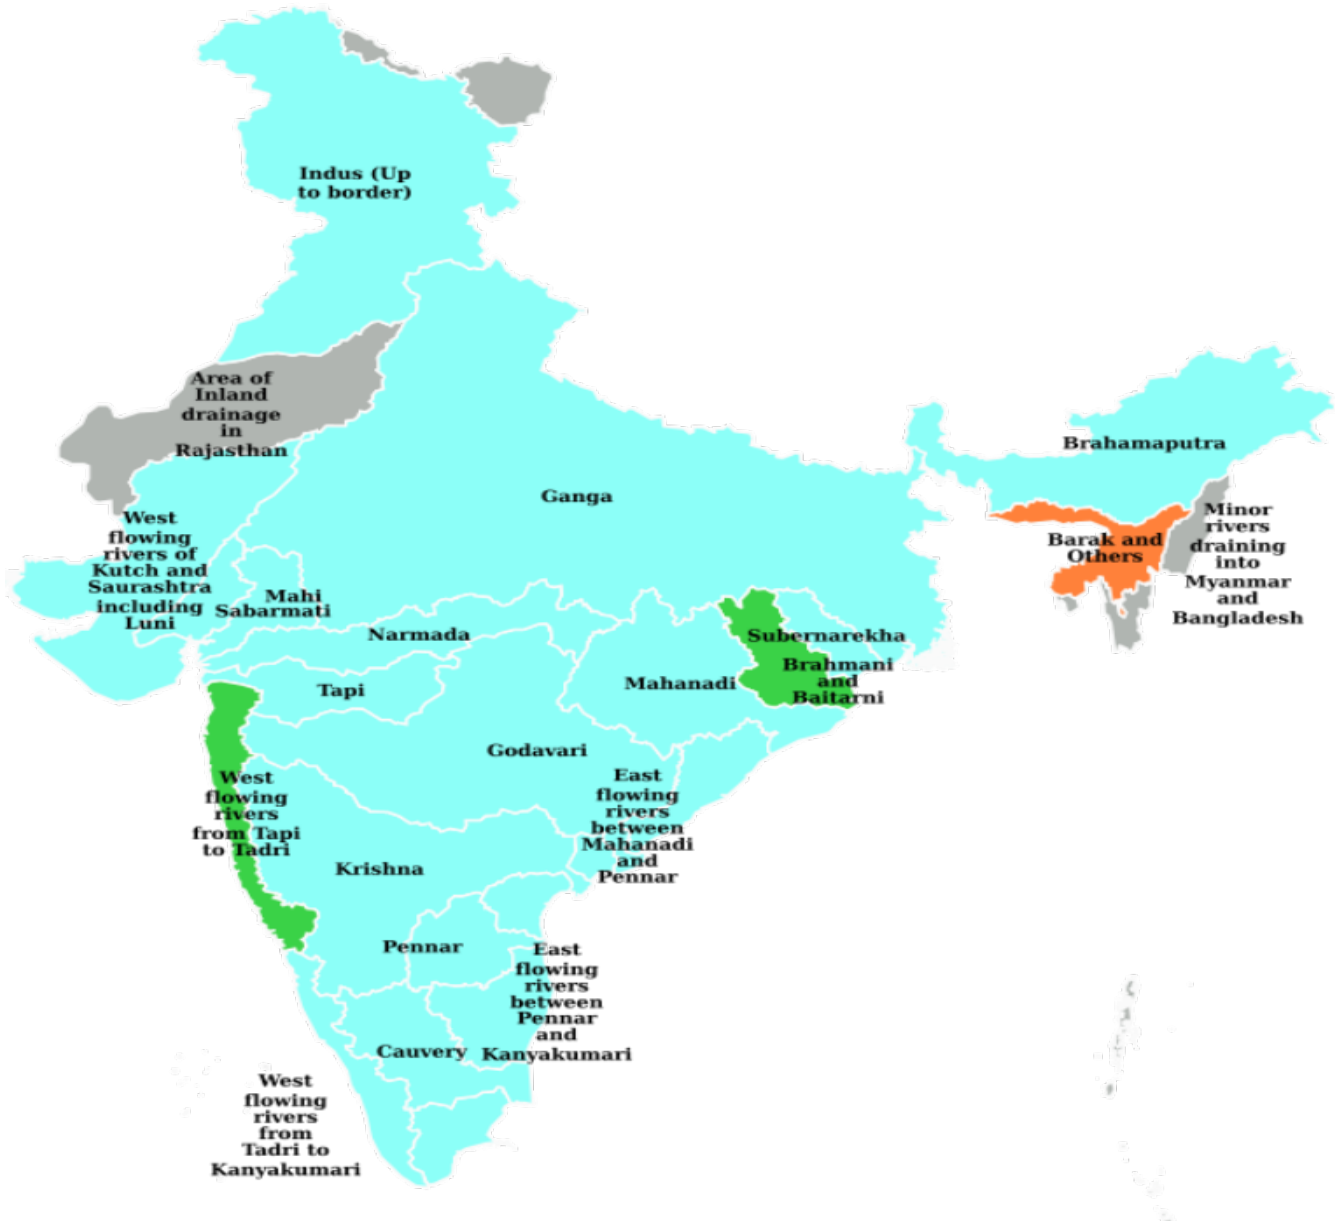 Indus (Up
to border)
Area of
Inland
drainage
in
Rajasthan
Brahamaputra
Ganga
West
flowing
rivers of
Kutch and
Saurashtra
including
Luni
Minor
rivers
draining
into
Myanmar
and
Bangladesh
Barak and
Others
Mahi
Sabarmati
Narmada
Subernarekha
Brahmani
and
Baitarni
Tapi
Mahanadi
Godavari
West
flowing
rivers
from Tapi
to Tadri
East
flowing
rivers
between
Mahanadi
and
Pennar
Krishna
Pennar
East
flowing
rivers
between
Pennar
and
Kanyakumari
Cauvery
West
flowing
rivers
from
Tadri to
Kanyakumari